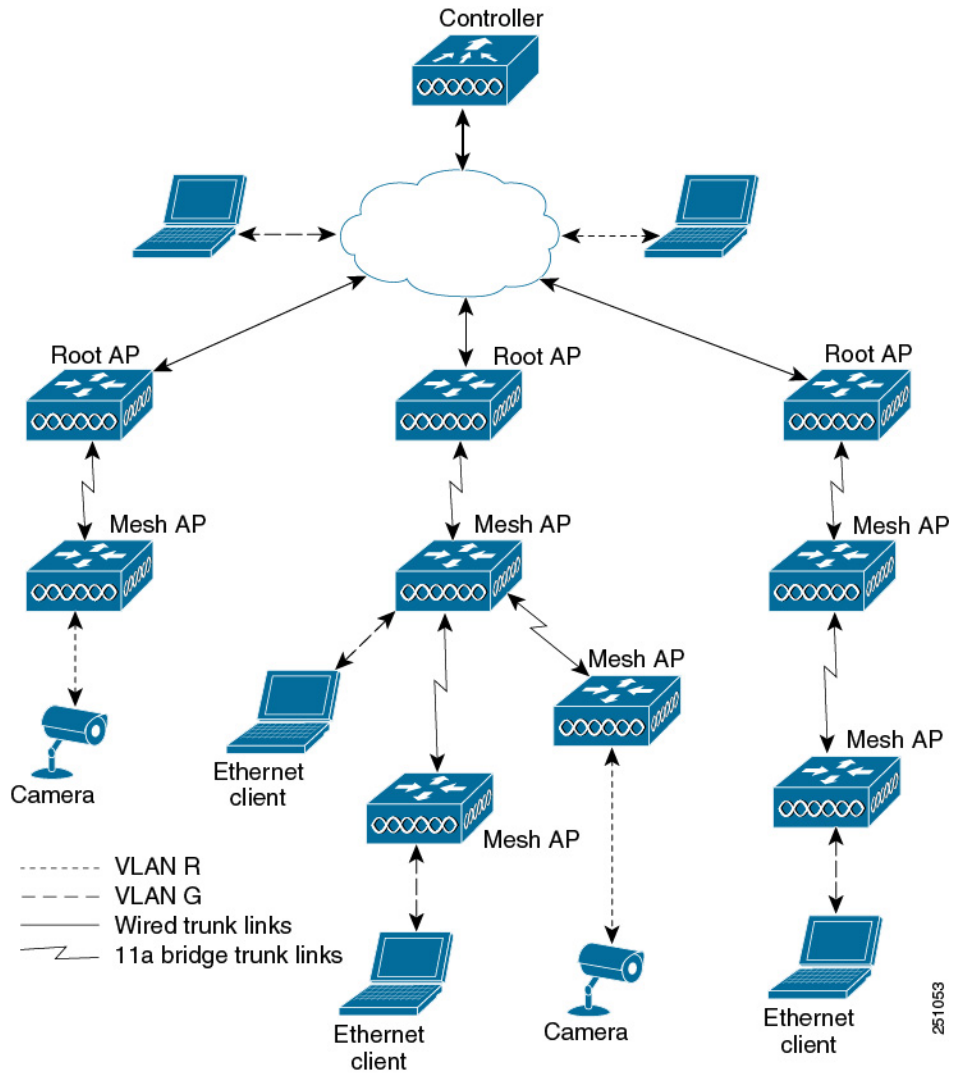 Controller
Root AP
Root AP
Root AP
Mesh AP
Mesh AP
Mesh AP
Mesh AP
Camera
Ethernet
client
Mesh AP
Mesh AP
VLAN R
VLAN G
Wired trunk links
11a bridge trunk links
Ethernet
client
Camera
Ethernet
client
251053